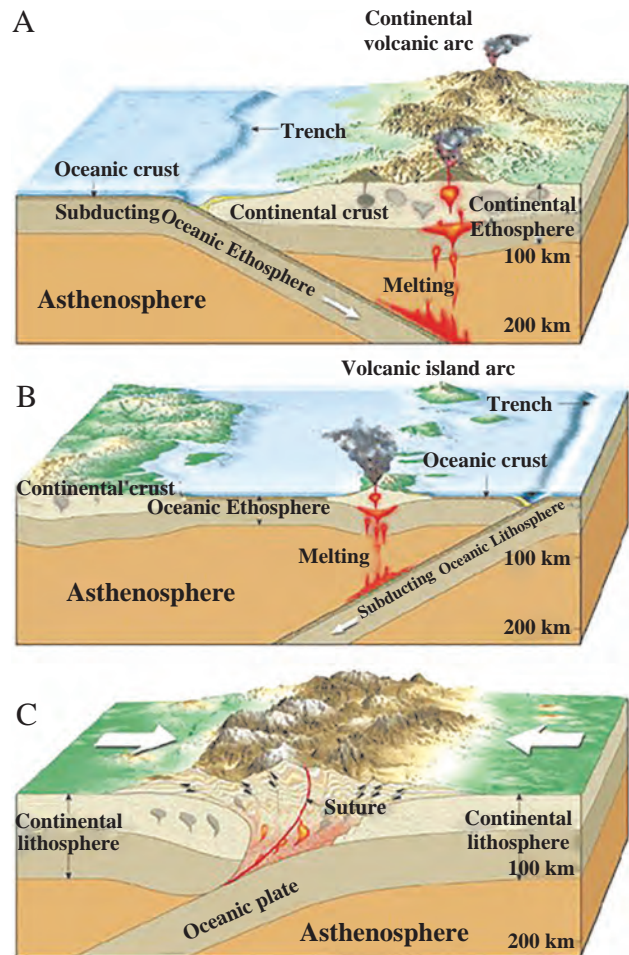 A
Continental
volcanic arc
Trench
Oceanic crust
Subducting Oceanic Ethosphere
Continental crust
Continental
Ethosphere
100 km
Melting
Asthenosphere
200 km
B
Volcanic island arc
Trench
Oceanic crust
Continental crust
Oceanic Ethosphere
Subducting Oceanic Lithosphere
Melting
100 km
Asthenosphere
200 km
C
Suture
Continental
lithosphere
Continental
lithosphere
100 km
Oceanic plate
Asthenosphere
200 km